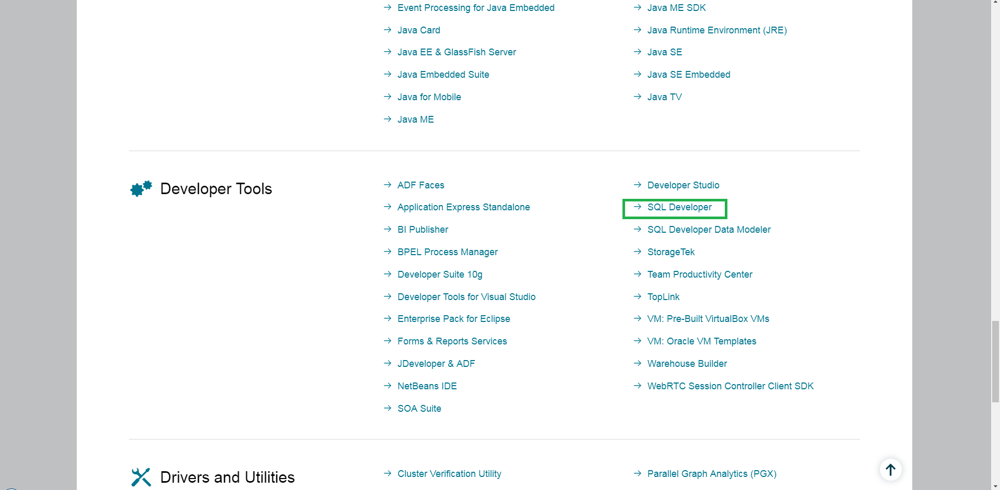 Event Processing for Java Embedded
Java Card
Java EE & GlassFish Server
Java Embedded Suite
Java for Mobile
Java ME
Java ME SDK
Java Runtime Environment (JRE)
Java SE
Java SE Embedded
Java TV
Developer Tools
ADF Faces
Application Express Standalone
BI Publisher
BPEL Process Manager
Developer Suite 10g
Developer Tools for Visual Studio
Enterprise Pack for Eclipse
Forms & Reports Services
JDeveloper & ADF
NetBeans IDE
SOA Suite
Developer Studio
SQL Developer
SQL Developer Data Modeler
StorageTek
Team Productivity Center
TopLink
VM: Pre-Built VirtualBox VMs
VM: Oracle VM Templates
Warehouse Builder
WebRTC Session Controller Client SDK
Drivers and Utilities
Cluster Verification Utility
Parallel Graph Analytics (PGX)